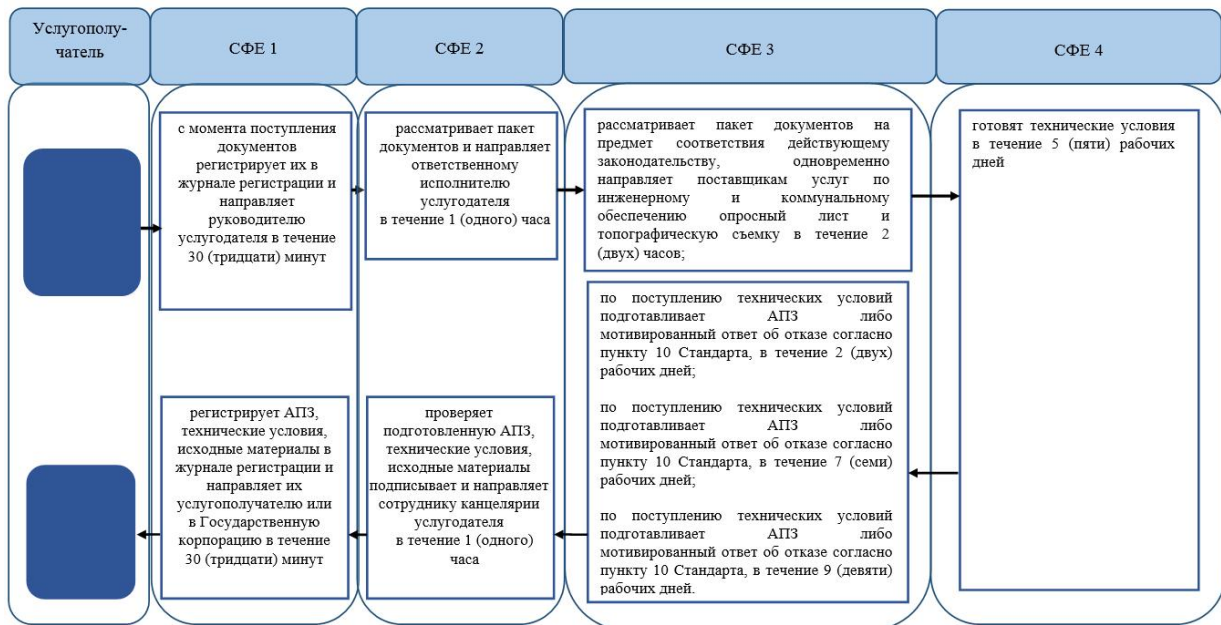 Услугополу-
чатель
СФЕ 1
СФЕ 2
СФЕ 3
СФЕ 4
с момента поступления
документов
регистрирует их в
журнале регистрации и
направляет
руководителю
услугодателя в течение
30 (тридцати) минут
рассматривает пакет
документов и направляет
ответственному
исполнителю
услугодателя
в течение 1 (одного) часа
рассматривает пакет документов на
предмет соответствия действующему
законодательству, одновременно
направляет поставщикам услуг по
инженерному и коммунальному
обеспечению опросный лист и
топографическую съемку в течение 2
(двух) часов;
готовят технические условия
в течение 5 (пяти) рабочих
дней
по поступлению технических условий
подготавливает АПЗ либо
мотивированный ответ об отказе согласно
пункту 10 Стандарта, в течение 2 (двух)
рабочих дней;
по поступлению технических условий
подготавливает АПЗ либо
мотивированный ответ об отказе согласно
пункту 10 Стандарта, в течение 7 (семи)
рабочих дней;
по поступлению технических условий
подготавливает АПЗ либо
мотивированный ответ об отказе согласно
пункту 10 Стандарта, в течение 9 (девяти)
рабочих дней.
проверяет
подготовленную АПЗ,
технические условия,
исходные материалы
подписывает и направляет
сотруднику канцелярии
услугодателя
в течение 1 (одного)
часа
регистрирует АПЗ,
технические условия,
исходные материалы в
журнале регистрации и
направляет их
услугополучателю или
в Государственную
корпорацию в течение
30 (тридцати) минут